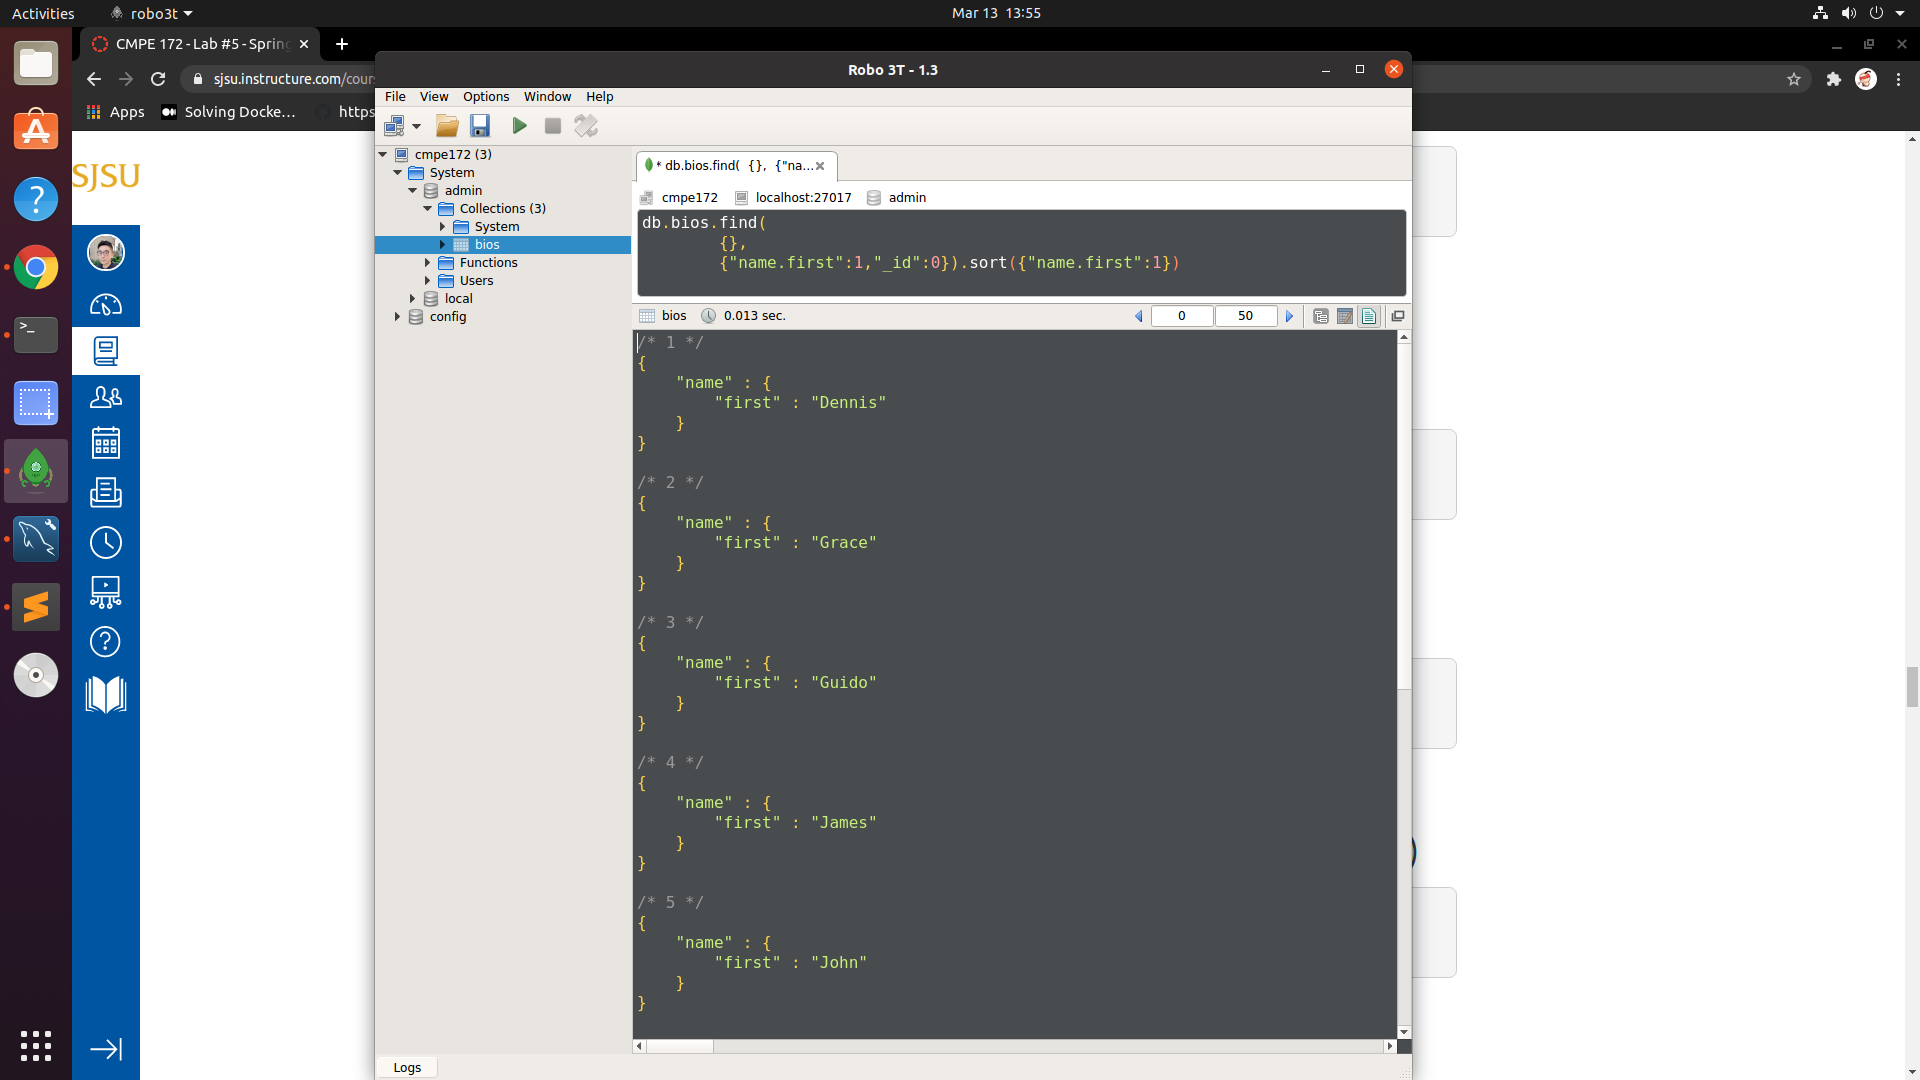 Activities
robo3t
Mar 13 13:55
CMPE 172 - Lab #5 - Spring
sjsu.instructure.com/cour
Apps
Solving Docke...
https
SJSU
Robo 3T - 1.3
File View Options Window Help
cmpe172 (3)
System
admin
Collections (3)
System
bios
Functions
Users
local
config
* db.bios.find( {}, {"na...
cmpe172 localhost:27017 admin
db.bios.find(
{},
{"name.first":1,"_id":0}).sort({"name.first":1})
bios 0.013 sec.
0 50
/* 1 */
{
"name" : {
"first" : "Dennis"
}
}
/* 2 */
{
"name" : {
"first" : "Grace"
}
}
/* 3 */
{
"name" : {
"first" : "Guido"
}
}
/* 4 */
{
"name" : {
"first" : "James"
}
}
/* 5 */
{
"name" : {
"first" : "John"
}
}
)
Logs